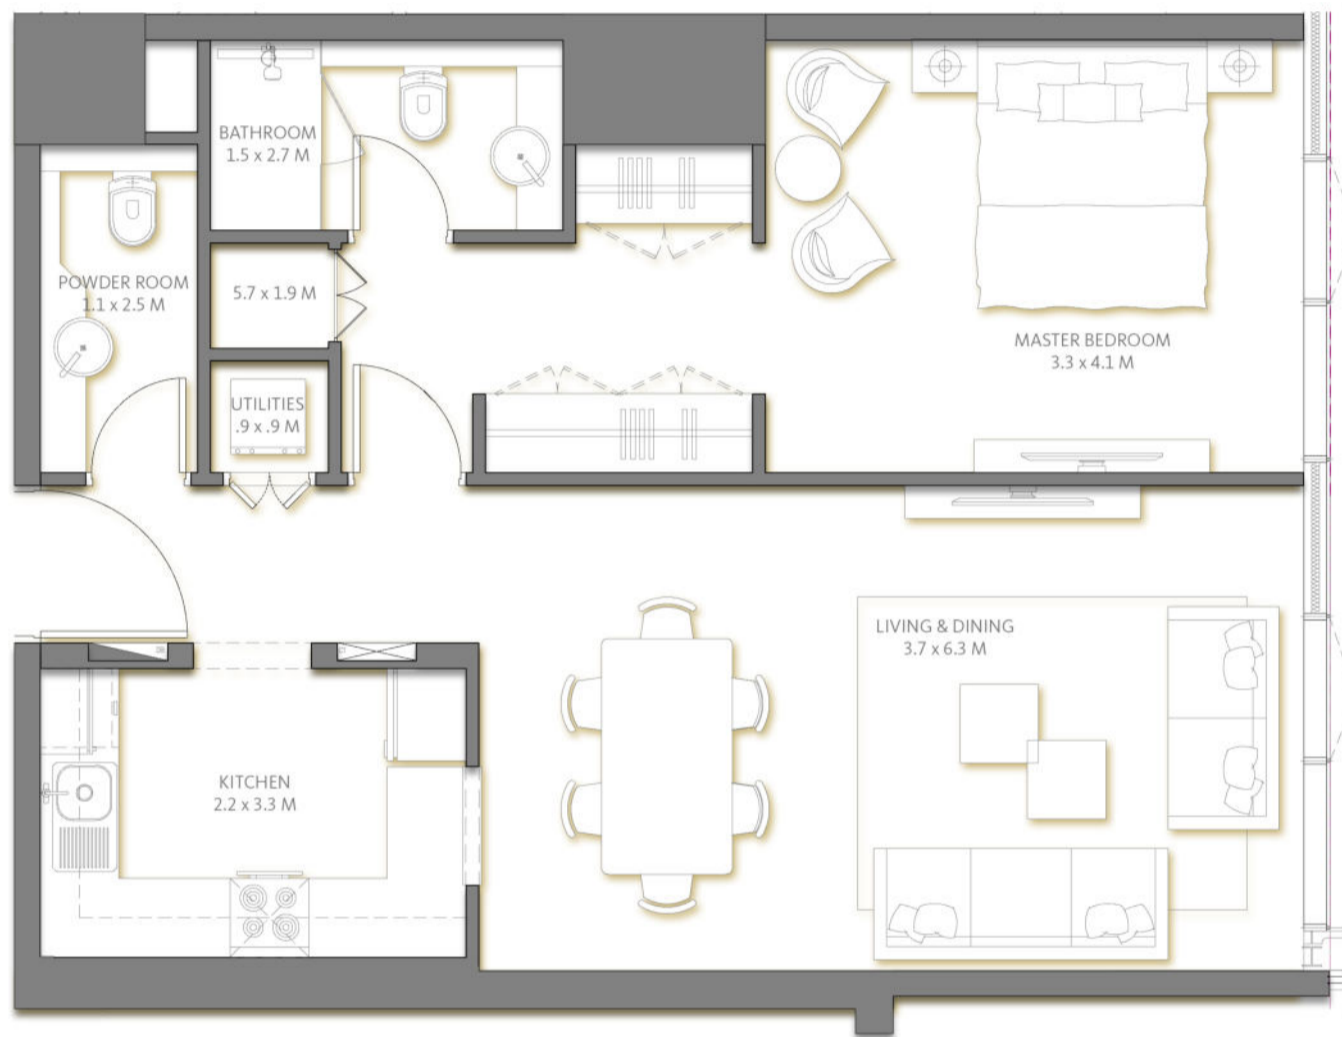 BATHROOM
1.5 x 2.7 M
POWDER ROOM
1.1 x 2.5 M
5.7 x 1.9 M
UTILITIES
.9 x .9 M
MASTER BEDROOM
3.3 x 4.1 M
LIVING & DINING
3.7 x 6.3 M
KITCHEN
2.2 x 3.3 M